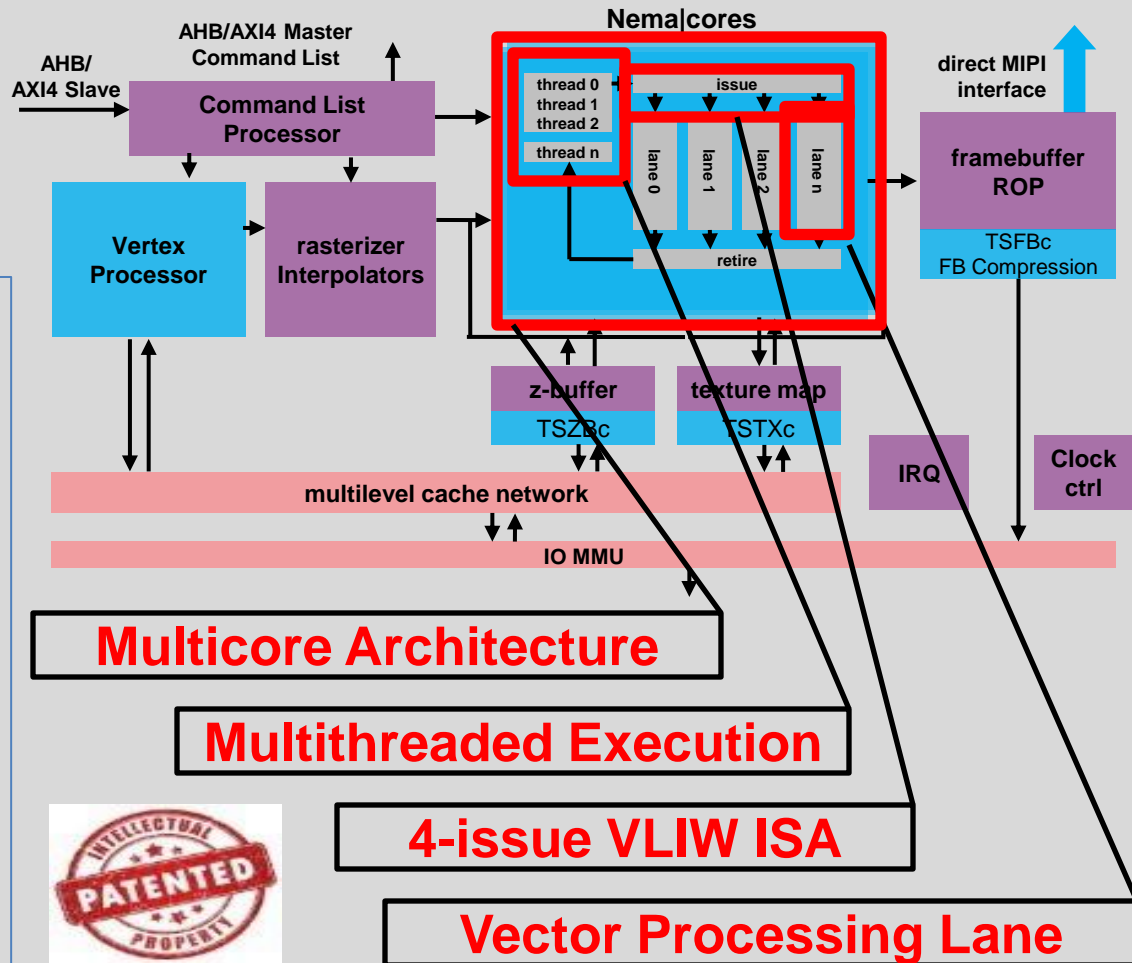 Nema|cores
AHB/AXI4 Master
Command List
AHB/
AXI4 Slave
direct MIPI
interface
Command List
Processor
thread 0
thread 1
thread 2
thread n
issue
lane 0
lane 1
lane 2
lane n
retire
framebuffer
ROP
TSFBc
FB Compression
Vertex
Processor
rasterizer
Interpolators
z-buffer
TSZBc
texture map
TSTXc
IRQ
Clock
ctrl
multilevel cache network
IO MMU
Multicore Architecture
Multithreaded Execution
4-issue VLIW ISA
Vector Processing Lane
INTELLECTUAL
PATENTED
PROPERTY